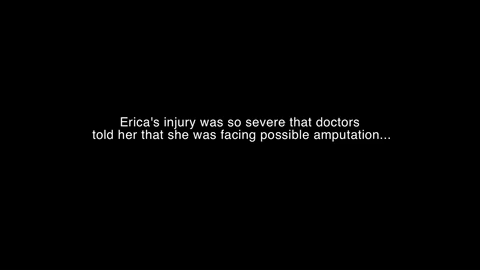 Erica's injury was so severe that doctors
told her that she was facing possible amputation...